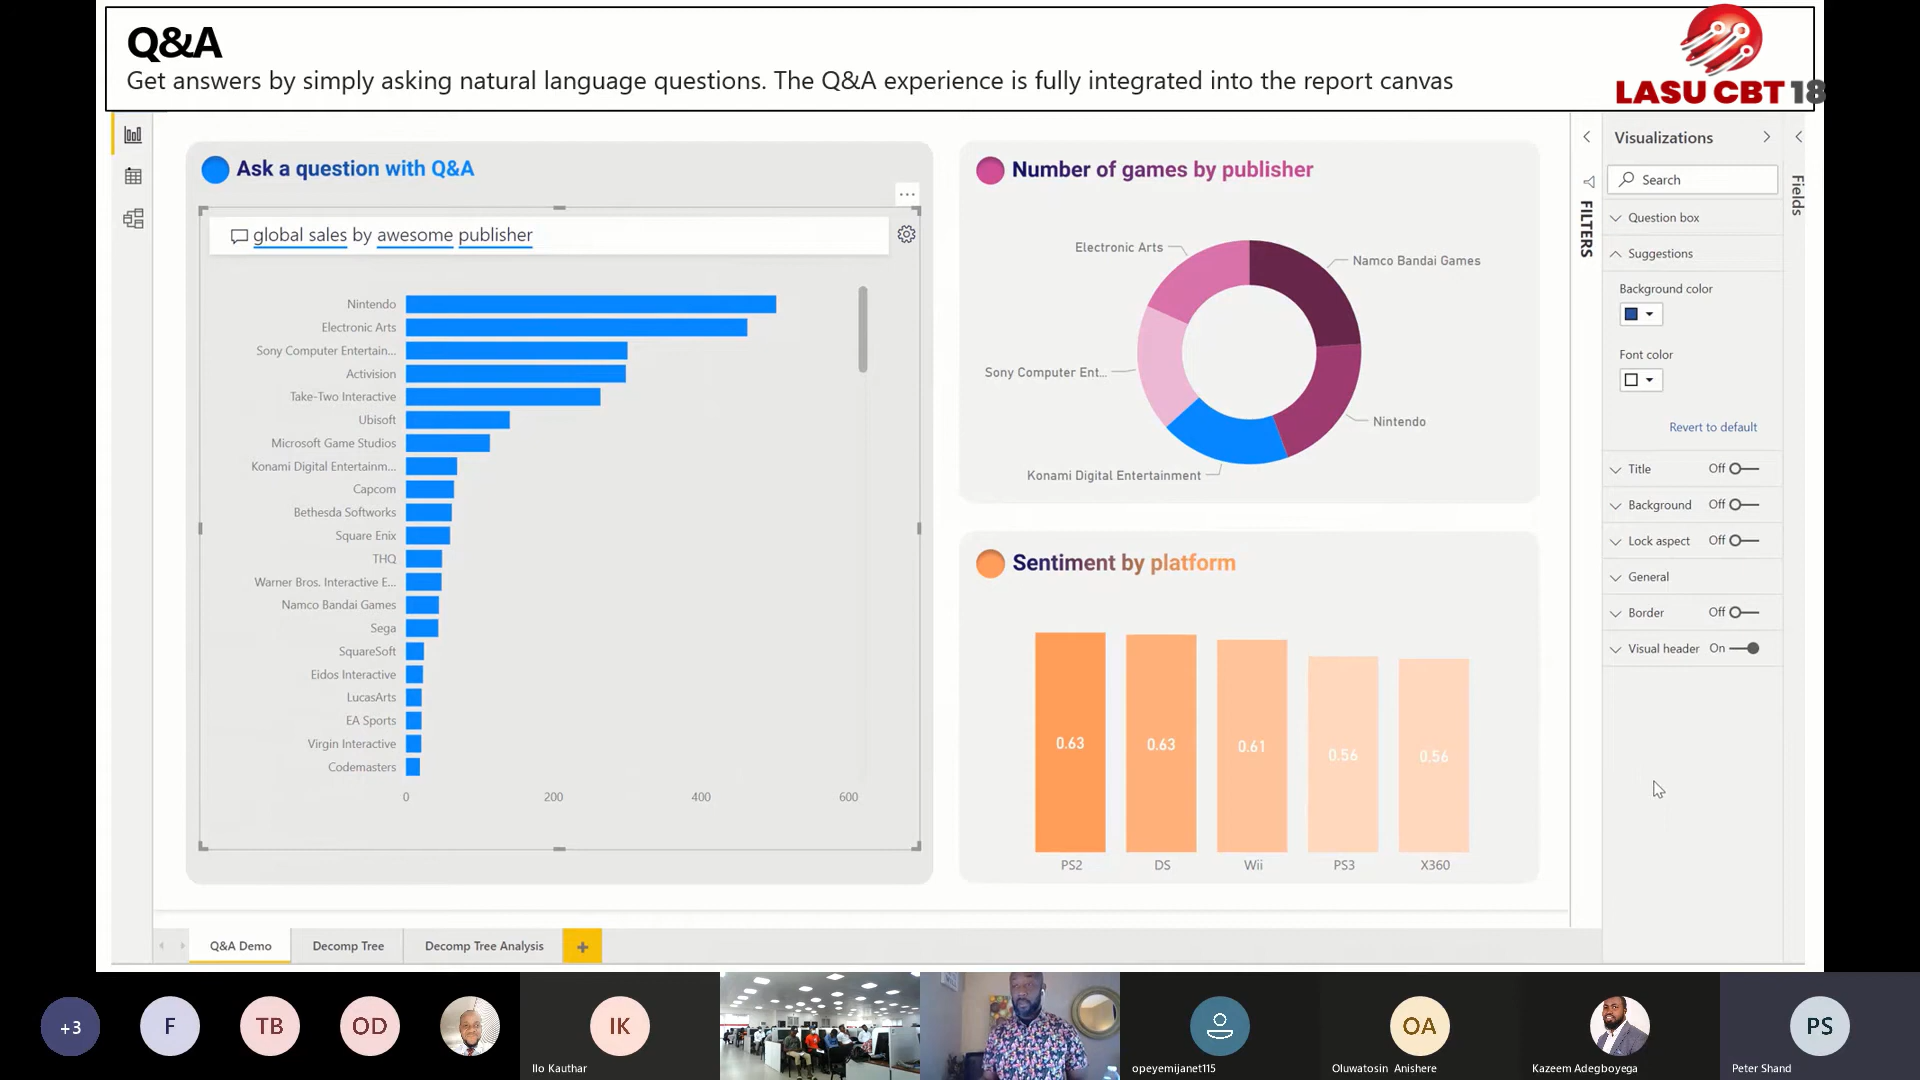 Q&A
Get answers by simply asking natural language questions. The Q&A experience is fully integrated into the report canvas
LASU CBT 18
Ask a question with Q&A
global sales by awesome publisher
Nintendo
Electronic Arts
Sony Computer Entertain...
Activision
Take-Two Interactive
Ubisoft
Microsoft Game Studios
Konami Digital Entertainm...
Capcom
Bethesda Softworks
Square Enix
THQ
Warner Bros. Interactive E...
Namco Bandai Games
Sega
SquareSoft
Eidos Interactive
LucasArts
EA Sports
Virgin Interactive
Codemasters
0 200 400 600
Number of games by publisher
Electronic Arts
Namco Bandai Games
Sony Computer Ent...
Nintendo
Konami Digital Entertainment
Sentiment by platform
0.63 0.63 0.61 0.56 0.56
PS2 DS Wii PS3 X360
FILTERS
Visualizations
Search
Question box
Suggestions
Background color
Font color
Revert to default
Title Off
Background Off
Lock aspect Off
General
Border Off
Visual header On
Fields
Q&A Demo Decomp Tree Decomp Tree Analysis +
+3 F TB OD IK OA PS
Ilo Kauthar
opeyemijanet115
Oluwatosin Anishere
Kazeem Adegboyega
Peter Shand